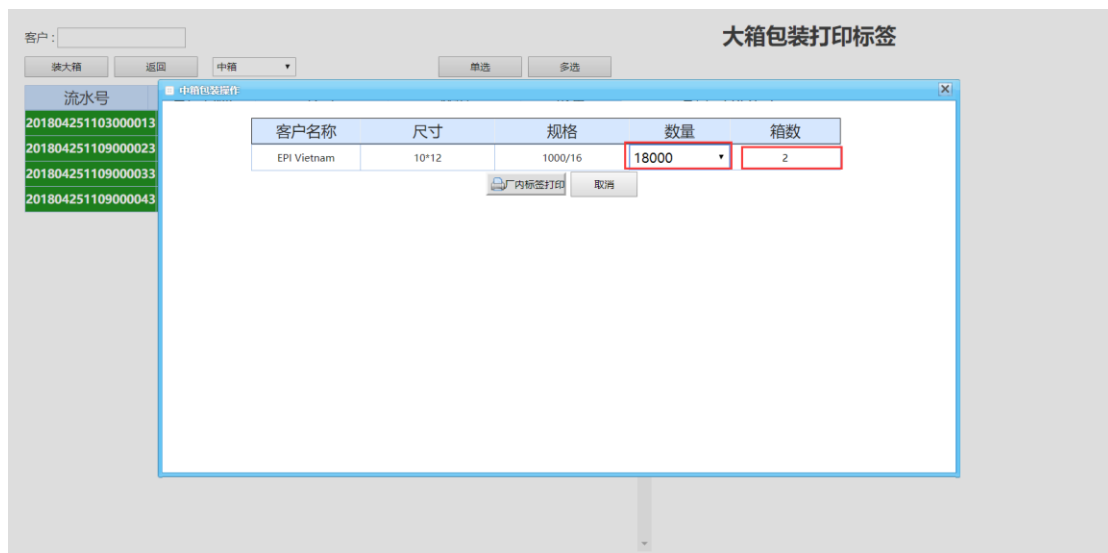 大箱包装打印标签
客户：
装大箱 返回 中箱 单选 多选
流水号
中箱包装操作
201804251103000013
201804251109000023
201804251109000033
201804251109000043
客户名称 尺寸 规格 数量 箱数
EPI Vietnam 10*12 1000/16 18000 2
厂内标签打印 取消